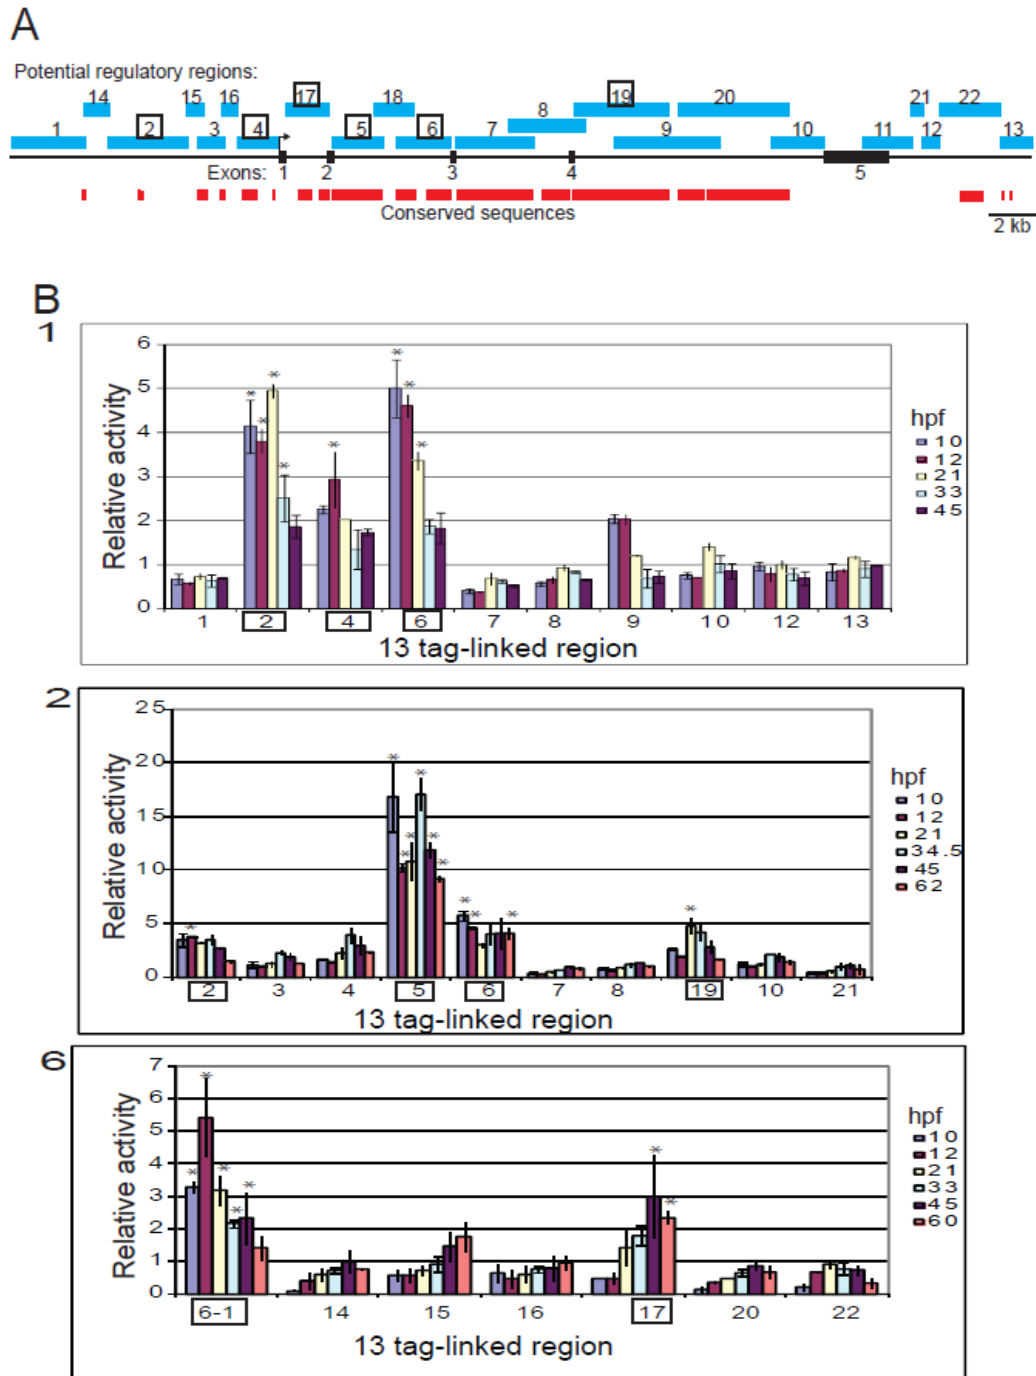 A
Potential regulatory regions:
14 15 16 17 18 19 20 21 22
8
1 2 3 4 5 6 7 9 10 11 12 13
Exons: 1 2 3 4 5
Conserved sequences
2 kb
B
1
6
5
4
3
2
1
0
Relative activity
* * * * * * * *
hpf
10
12
21
33
45
1 2 4 6 7 8 9 10 12 13
13 tag-linked region
2
25
20
15
10
5
0
Relative activity
* * * * * * * * * * *
hpf
10
12
21
34.5
45
62
2 3 4 5 6 7 8 19 10 21
13 tag-linked region
6
7
6
5
4
3
2
1
0
Relative activity
* * * * * * *
hpf
10
12
21
33
45
60
6-1 14 15 16 17 20 22
13 tag-linked region